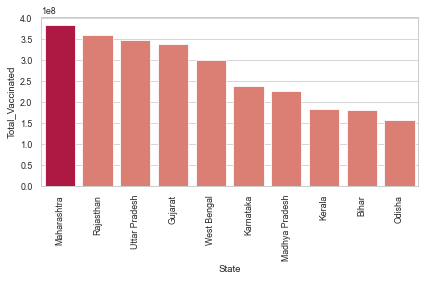 1e8
4.0
3.5
3.0
2.5
2.0
1.5
1.0
0.5
0.0
Total_Vaccinated
Maharashtra
Rajasthan
Uttar Pradesh
Gujarat
West Bengal
Karnataka
Madhya Pradesh
Kerala
Bihar
Odisha
State